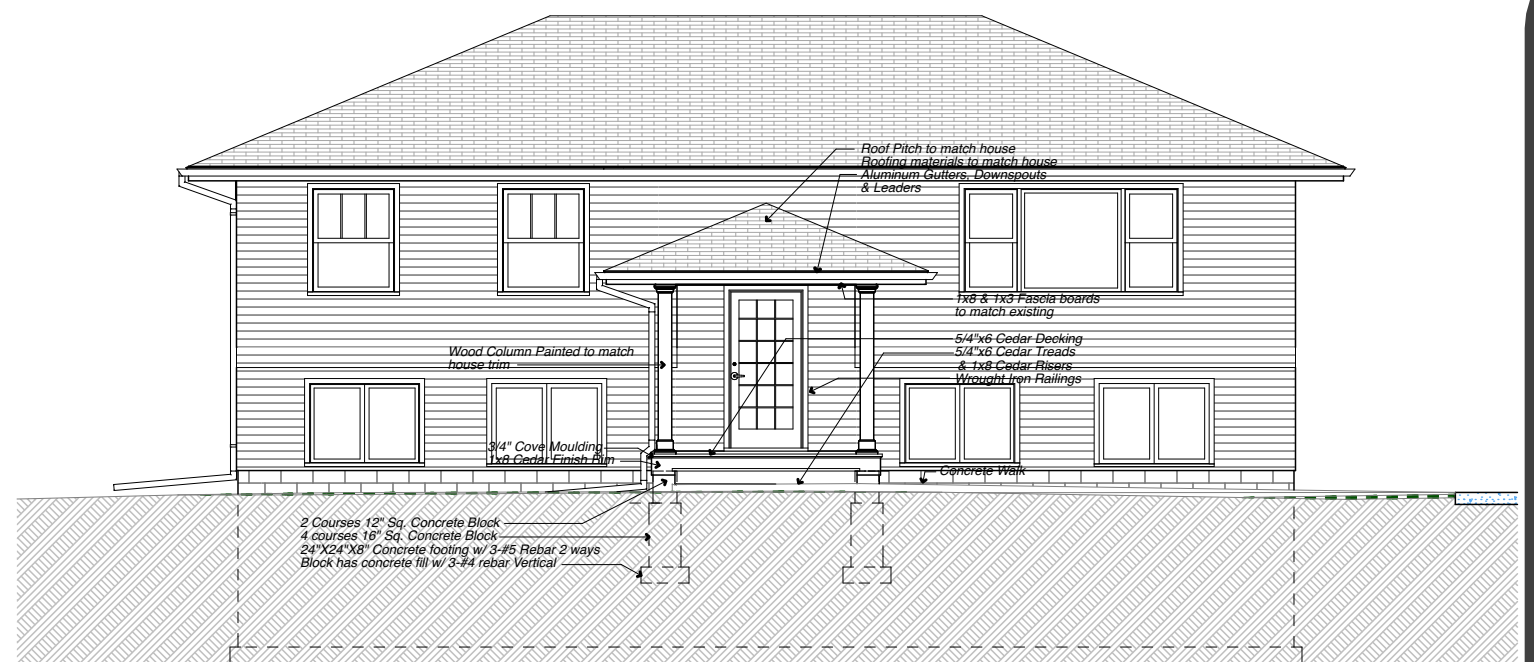 Roof Pitch to match house
Roofing materials to match house
Aluminum Gutters, Downspouts
& Leaders
1x8 & 1x3 Fascia boards
to match existing
5/4"x6 Cedar Decking
5/4"x6 Cedar Treads
& 1x8 Cedar Risers
Wrought Iron Railings
Wood Column Painted to match
house trim
3/4" Cove Moulding
1x8 Cedar Finish Rim
Concrete Walk
2 Courses 12" Sq. Concrete Block
4 courses 16" Sq. Concrete Block
24"X24"X8" Concrete footing w/ 3-#5 Rebar 2 ways
Block has concrete fill w/ 3-#4 rebar Vertical